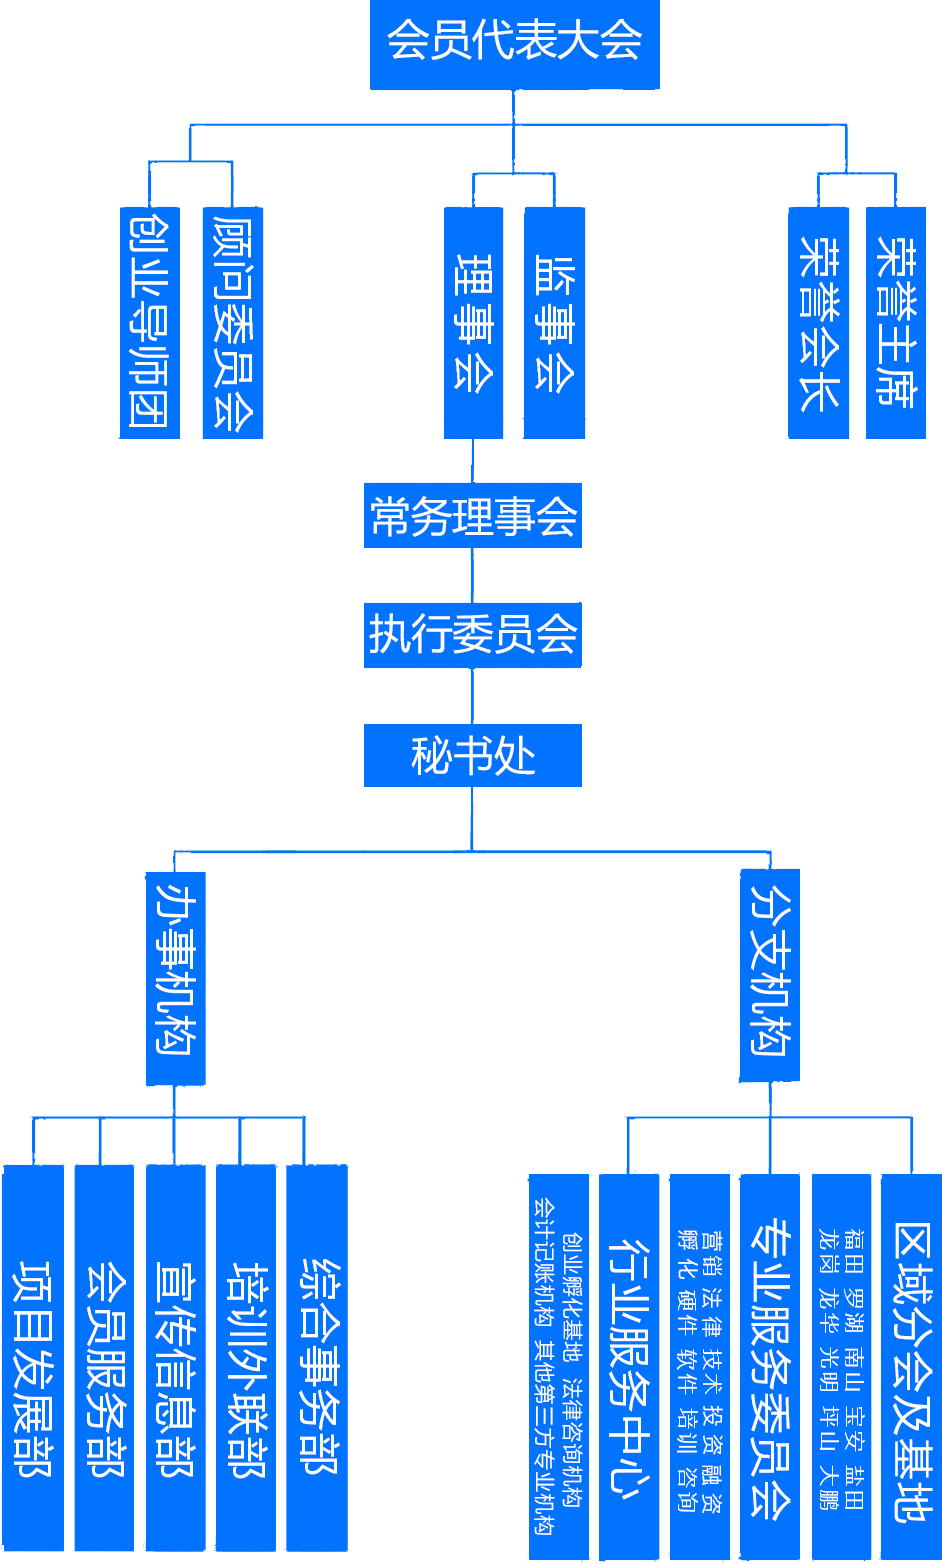 会员代表大会
创业导师团
顾问委员会
理事会
监事会
荣誉会长
荣誉主席
常务理事会
执行委员会
秘书处
办事机构
分支机构
项目发展部
会员服务部
宣传信息部
培训外联部
综合事务部
创业孵化基地 法律咨询机构
会计记账机构 其他第三方专业机构
行业服务中心
营销 法律 技术 投资 融资
孵化 硬件 软件 培训 咨询
专业服务委员会
福田 罗湖 南山 宝安 盐田
龙岗 龙华 光明 坪山 大鹏
区域分会及基地